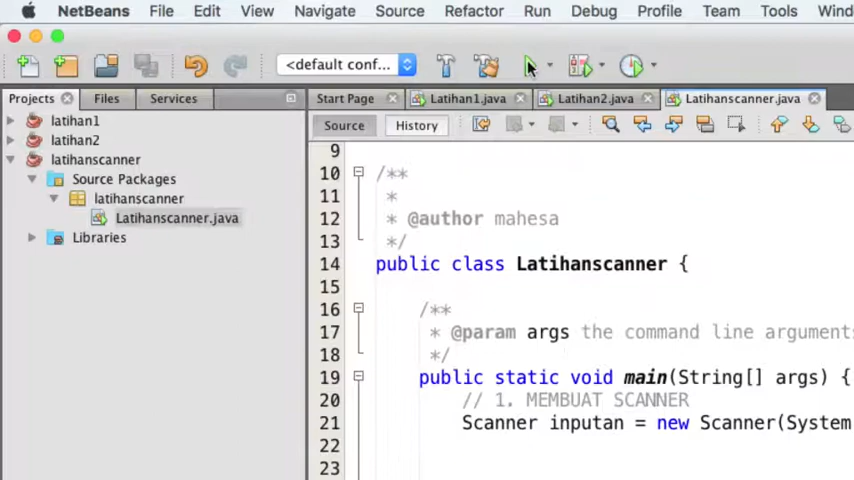 NetBeans File Edit View Navigate Source Refactor Run Debug Profile Team Tools Wind
<default conf...
Projects Files Services
latihan1
latihan2
latihanscanner
Source Packages
latihanscanner
Latihanscanner.java
Libraries
Start Page Latihan1.java Latihan2.java Latihanscanner.java
Source History
9
10 /**
11 *
12 * @author mahesa
13 */
14 public class Latihanscanner {
15
16 /**
17 * @param args the command line arguments
18 */
19 public static void main(String[] args) {
20 // 1. MEMBUAT SCANNER
21 Scanner inputan = new Scanner(System
22
23